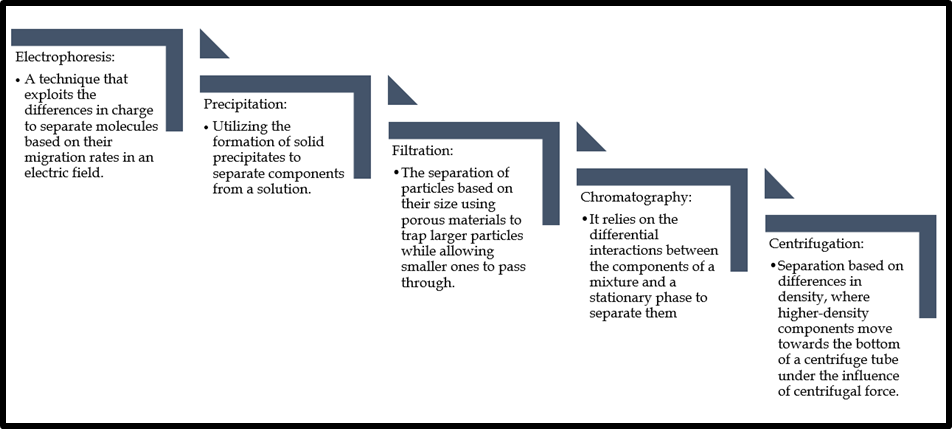 Electrophoresis:
• A technique that
exploits the
differences in charge
to separate molecules
based on their
migration rates in an
electric field.
Precipitation:
• Utilizing the
formation of solid
precipitates to
separate components
from a solution.
Filtration:
•The separation of
particles based on
their size using
porous materials to
trap larger particles
while allowing
smaller ones to pass
through.
Chromatography:
•It relies on the
differential
interactions between
the components of a
mixture and a
stationary phase to
separate them
Centrifugation:
•Separation based on
differences in
density, where
higher-density
components move
towards the bottom
of a centrifuge tube
under the influence
of centrifugal force.